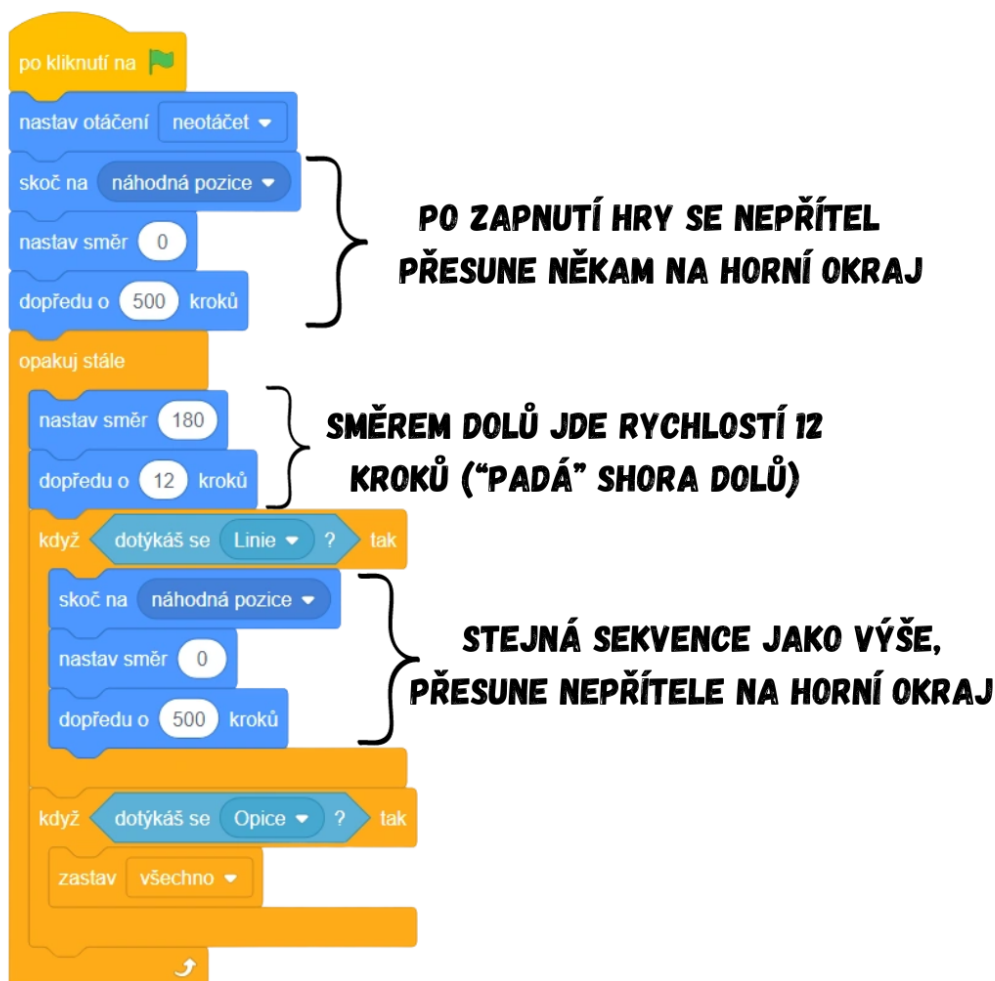 po kliknutí na
nastav otáčení neotáčet
skoč na náhodná pozice
nastav směr 0
dopředu o 500 kroků
PO ZAPNUTÍ HRY SE NEPŘÍTEL
PŘESUNE NĚKAM NA HORNÍ OKRAJ
opakuj stále
nastav směr 180
dopředu o 12 kroků
SMĚREM DOLŮ JDE RYCHLOSTÍ 12
KROKŮ (“PADÁ” SHORA DOLŮ)
když dotýkáš se Linie ? tak
skoč na náhodná pozice
nastav směr 0
dopředu o 500 kroků
STEJNÁ SEKVENCE JAKO VÝŠE,
PŘESUNE NEPŘÍTELE NA HORNÍ OKRAJ
když dotýkáš se Opice ? tak
zastav všechno